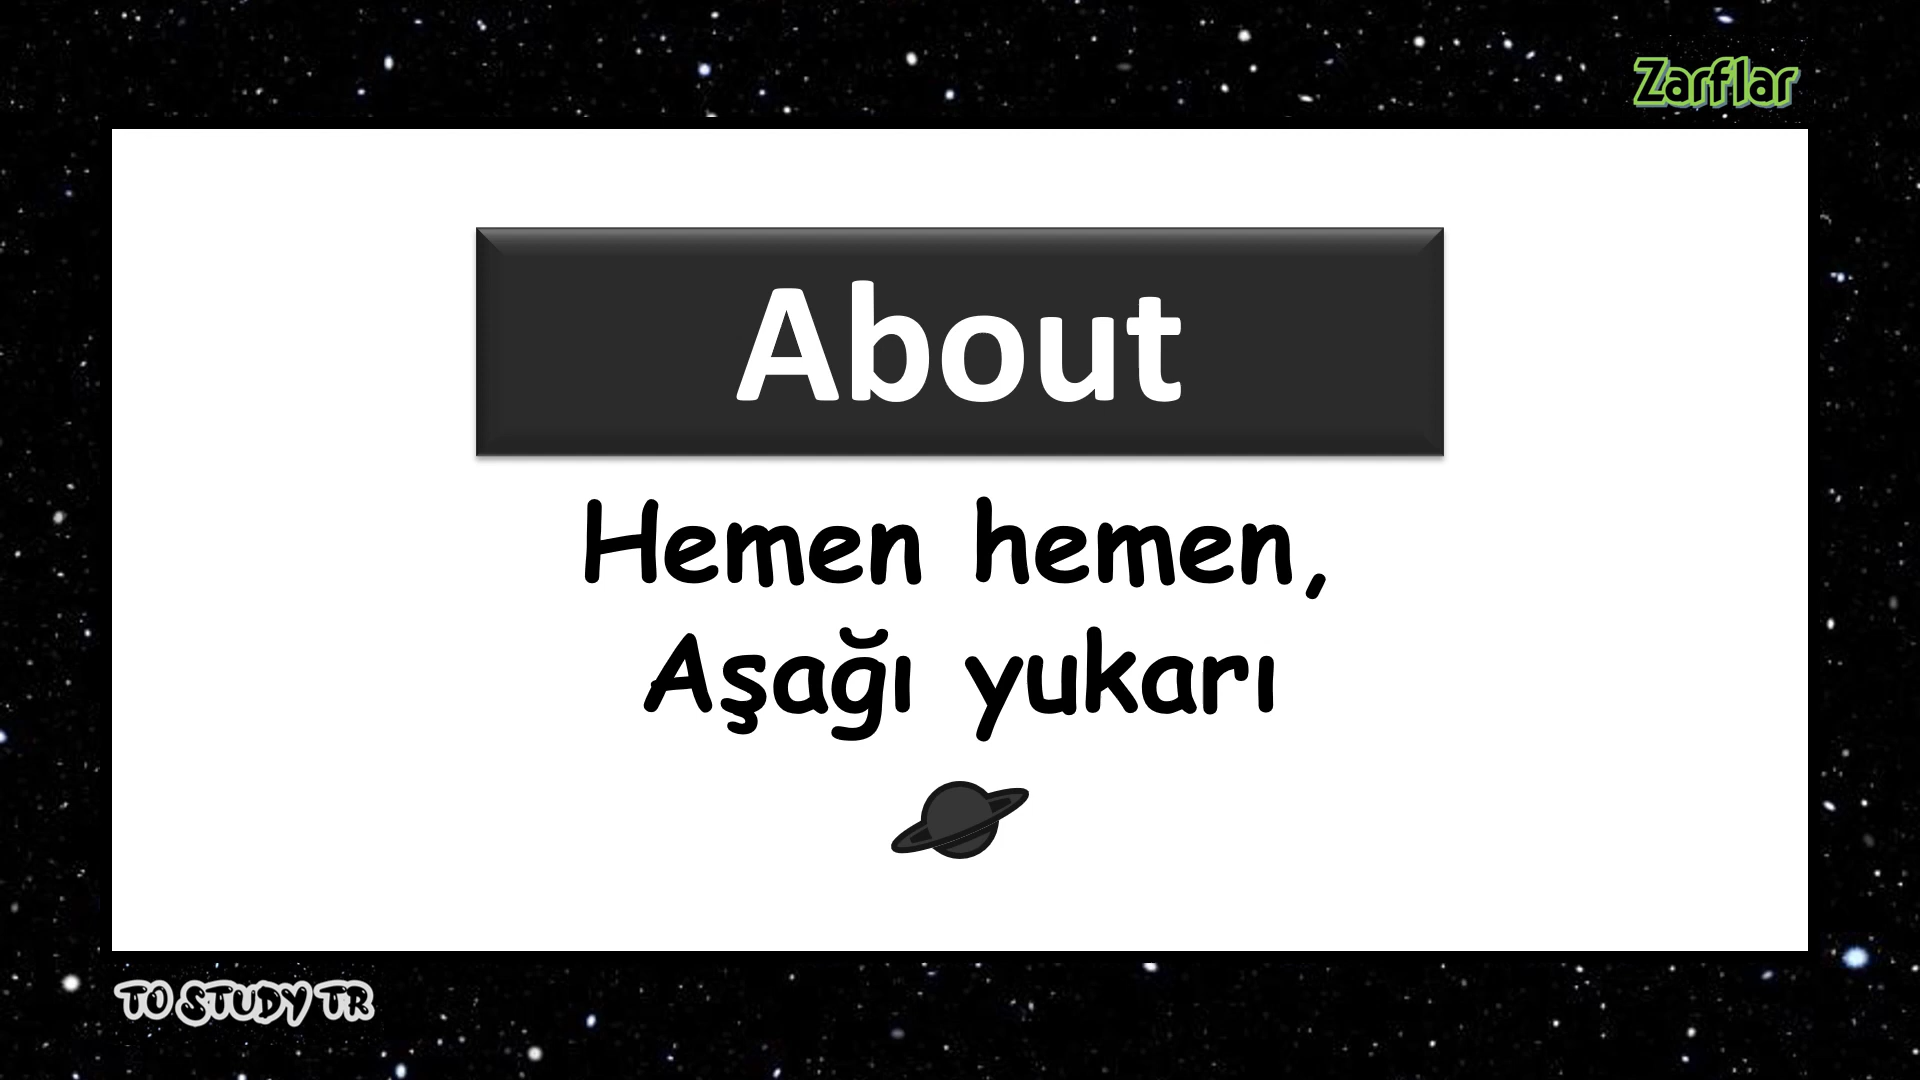 Zarflar
About
Hemen hemen,
Aşağı yukarı
TO STUDY TR